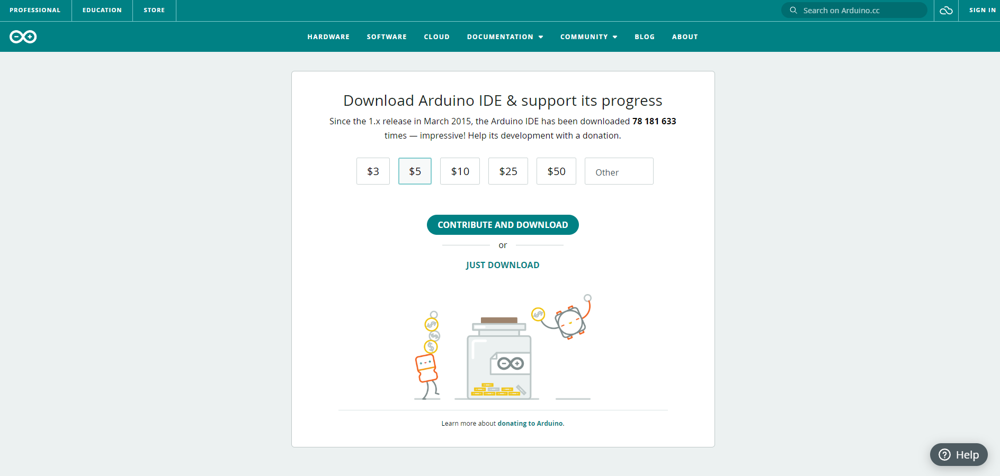 PROFESSIONAL
EDUCATION
STORE
Search on Arduino.cc
SIGN IN
HARDWARE
SOFTWARE
CLOUD
DOCUMENTATION
COMMUNITY
BLOG
ABOUT
Download Arduino IDE & support its progress
Since the 1.x release in March 2015, the Arduino IDE has been downloaded 78 181 633
times — impressive! Help its development with a donation.
$3
$5
$10
$25
$50
Other
CONTRIBUTE AND DOWNLOAD
or
JUST DOWNLOAD
Learn more about donating to Arduino.
Help